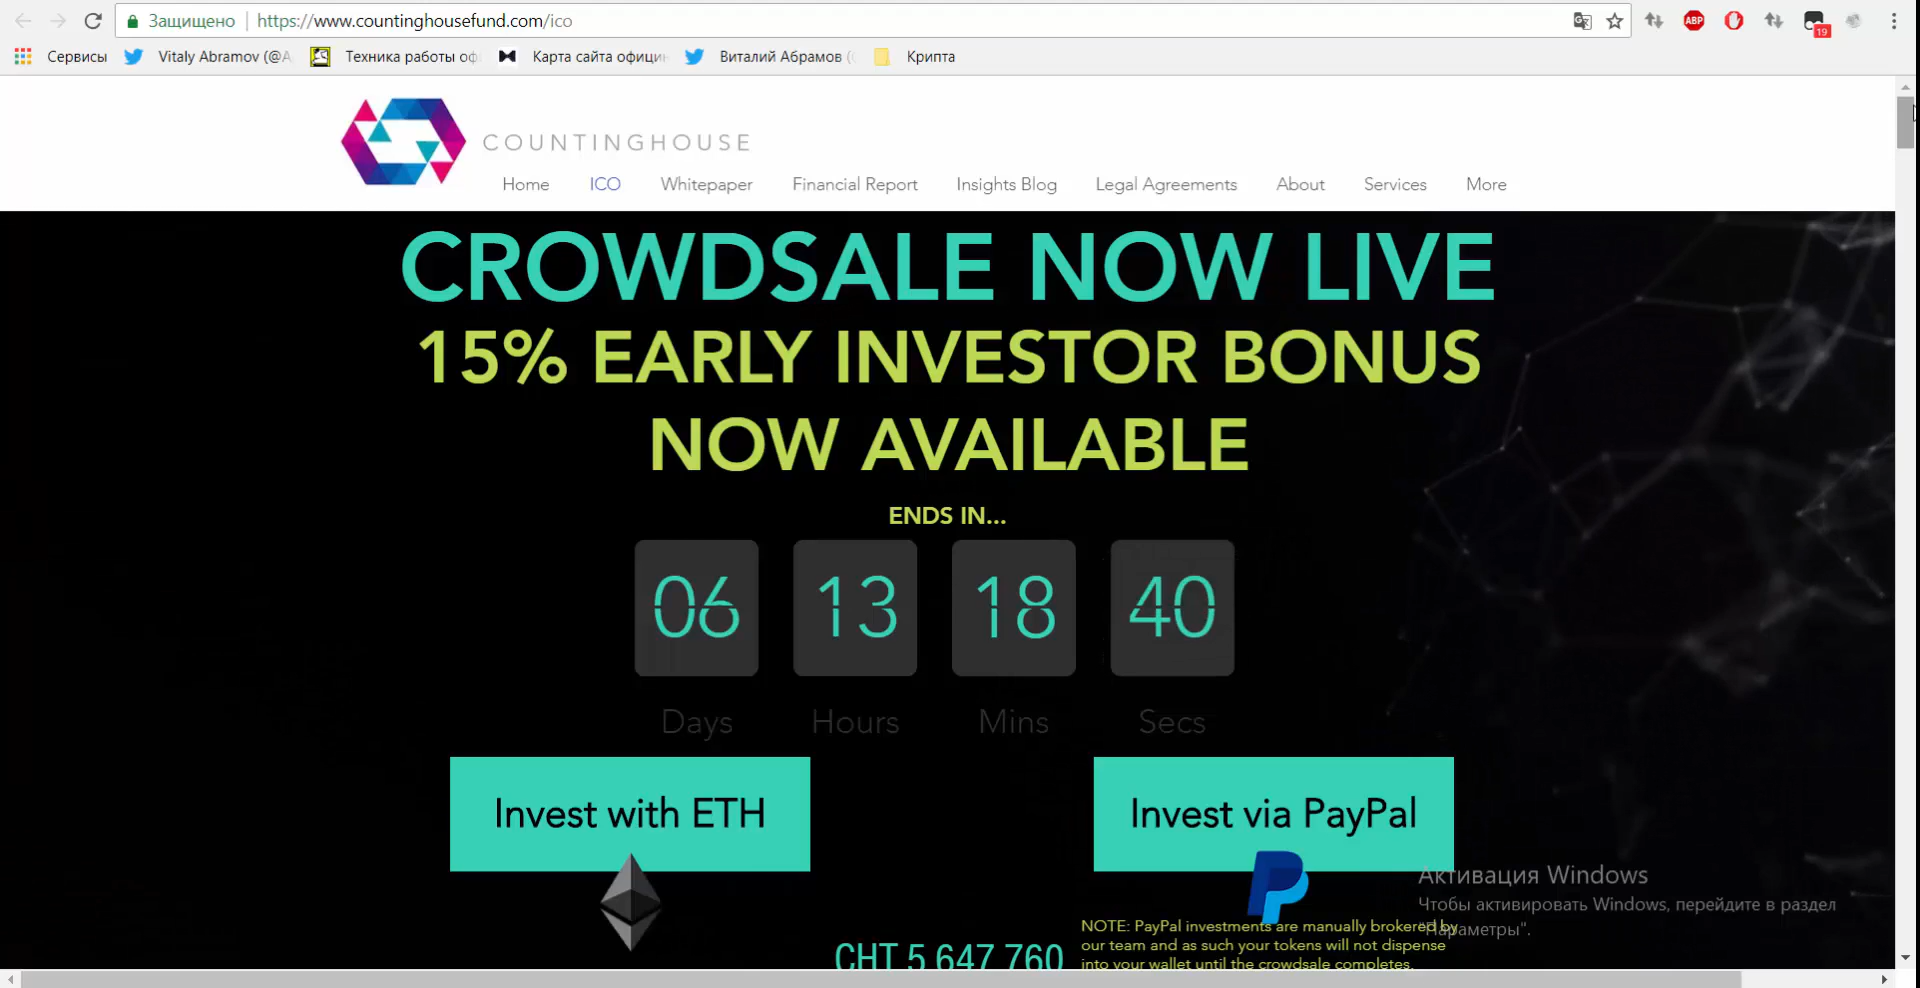 Защищено https://www.countinghousefund.com/ico
ABP
19
Сервисы Vitaly Abramov (@A Техника работы оф Карта сайта официн Виталий Абрамов ( Крипта
COUNTINGHOUSE
Home ICO Whitepaper Financial Report Insights Blog Legal Agreements About Services More
CROWDSALE NOW LIVE
15% EARLY INVESTOR BONUS
NOW AVAILABLE
ENDS IN...
06 13 18 40
Days Hours Mins Secs
Invest with ETH Invest via PayPal
Активация Windows
Чтобы активировать Windows, перейдите в раздел
"Параметры".
NOTE: PayPal investments are manually brokered by
our team and as such your tokens will not dispense
into your wallet until the crowdsale completes.
CHT 5 647 760